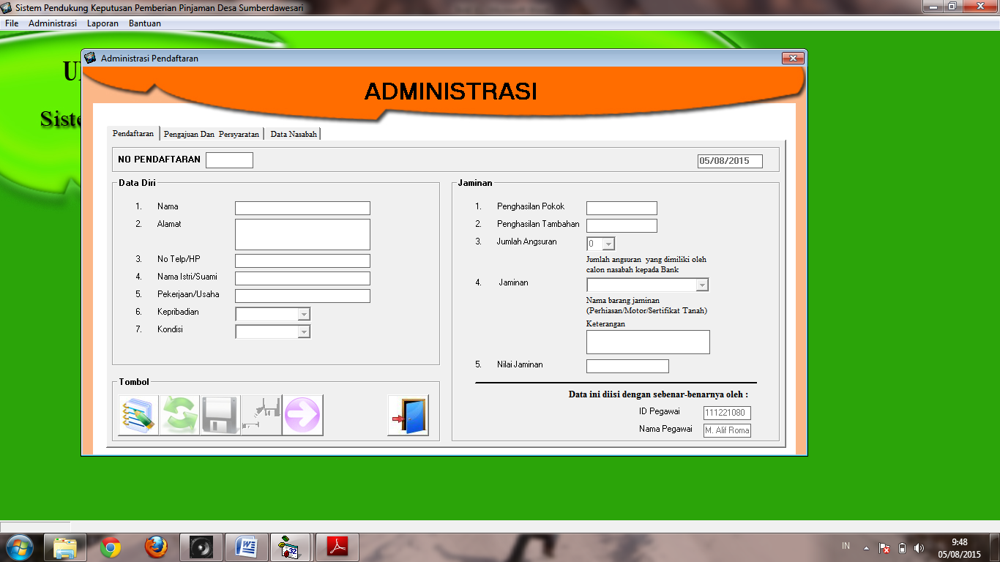 Sistem Pendukung Keputusan Pemberian Pinjaman Desa Sumberdawesari
File Administrasi Laporan Bantuan
Administrasi Pendaftaran
ADMINISTRASI
Siste
Pendaftaran Pengajuan Dan Persyaratan Data Nasabah
NO PENDAFTARAN 05/08/2015
Data Diri
1. Nama
2. Alamat
3. No Telp/HP
4. Nama Istri/Suami
5. Pekerjaan/Usaha
6. Kepribadian
7. Kondisi
Tombol
Jaminan
1. Penghasilan Pokok
2. Penghasilan Tambahan
3. Jumlah Angsuran 0
Jumlah angsuran yang dimiliki oleh
calon nasabah kepada Bank
4. Jaminan
Nama barang jaminan
(Perhiasan/Motor/Sertifikat Tanah)
Keterangan
5. Nilai Jaminan
Data ini diisi dengan sebenar-benarnya oleh :
ID Pegawai 111221080
Nama Pegawai M. Alif Roma
32
IN
9:48
05/08/2015